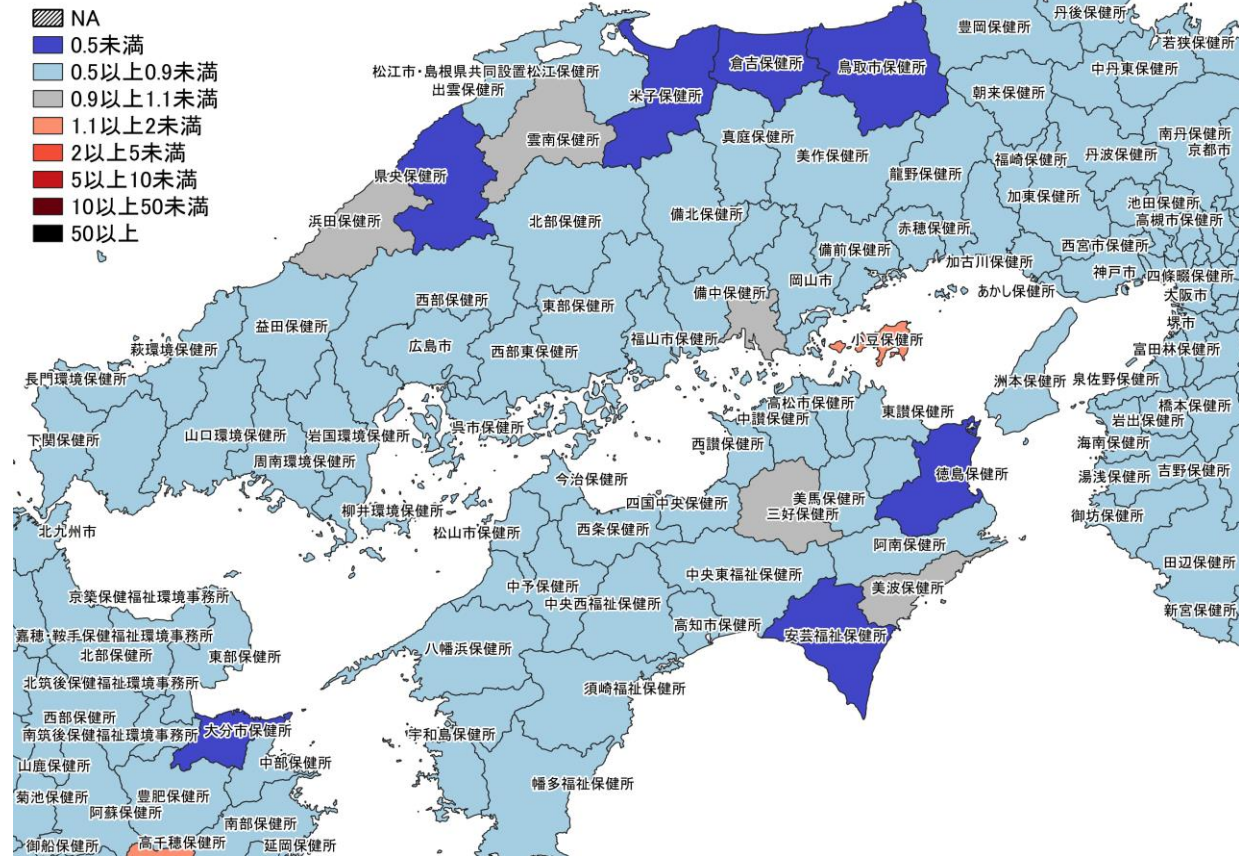 NA
0.5未満
0.5以上0.9未満
0.9以上1.1未満
1.1以上2未満
2以上5未満
5以上10未満
10以上50未満
50以上
丹後保健所
豊岡保健所
若狭保健所
中丹東保健所
松江市・島根県共同設置松江保健所
倉吉保健所
鳥取市保健所
出雲保健所
米子保健所
朝来保健所
雲南保健所
真庭保健所
南丹保健所
美作保健所
福崎保健所
丹波保健所
京都市
県央保健所
龍野保健所
加東保健所
池田保健所
浜田保健所
北部保健所
備北保健所
赤穂保健所
高槻市保健所
備前保健所
西宮市保健所
加古川保健所
神戸市
四條畷保健所
岡山市
あかし保健所
大阪市
西部保健所
東部保健所
備中保健所
益田保健所
堺市
萩環境保健所
広島市
西部東保健所
福山市保健所
小豆保健所
富田林保健所
長門環境保健所
洲本保健所
泉佐野保健所
高松市保健所
東讃保健所
橋本保健所
中讃保健所
岩出保健所
下関保健所
山口環境保健所
岩国環境保健所
呉市保健所
西讃保健所
海南保健所
周南環境保健所
徳島保健所
吉野保健所
今治保健所
湯浅保健所
四国中央保健所
美馬保健所
柳井環境保健所
三好保健所
御坊保健所
北九州市
松山市保健所
西条保健所
阿南保健所
田辺保健所
中央東福祉保健所
中予保健所
美波保健所
京築保健福祉環境事務所
中央西福祉保健所
新宮保健所
高知市保健所
嘉穂・鞍手保健福祉環境事務所
安芸福祉保健所
八幡浜保健所
北部保健所
東部保健所
北筑後保健福祉環境事務所
須崎福祉保健所
西部保健所
大分市保健所
南筑後保健福祉環境事務所
宇和島保健所
中部保健所
山鹿保健所
幡多福祉保健所
菊池保健所
豊肥保健所
阿蘇保健所
南部保健所
御船保健所
高千穂保健所
延岡保健所